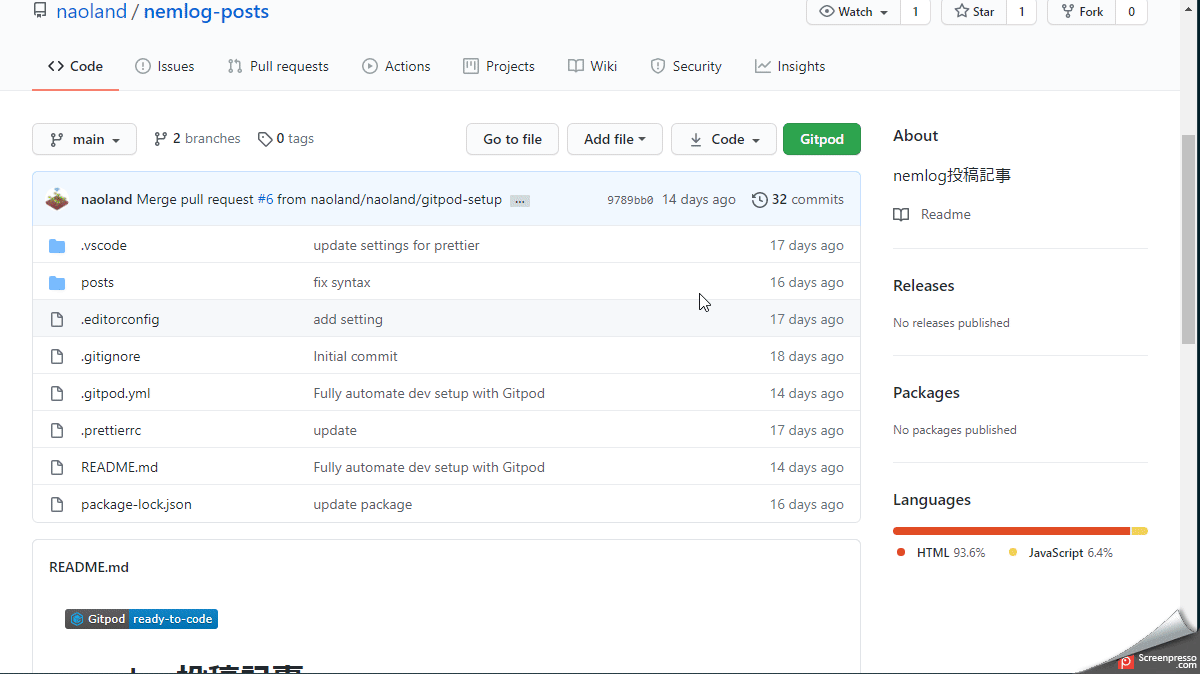 naoland / nemlog-posts
Watch 1 Star 1 Fork 0
Code Issues Pull requests Actions Projects Wiki Security Insights
main 2 branches 0 tags Go to file Add file Code Gitpod
naoland Merge pull request #6 from naoland/naoland/gitpod-setup ... 9789bb0 14 days ago 32 commits
.vscode update settings for prettier 17 days ago
posts fix syntax 16 days ago
.editorconfig add setting 17 days ago
.gitignore Initial commit 18 days ago
.gitpod.yml Fully automate dev setup with Gitpod 14 days ago
.prettierrc update 17 days ago
README.md Fully automate dev setup with Gitpod 14 days ago
package-lock.json update package 16 days ago
README.md
Gitpod ready-to-code
投稿記事
About
nemlog投稿記事
Readme
Releases
No releases published
Packages
No packages published
Languages
HTML 93.6% JavaScript 6.4%
Screenpresso
.com